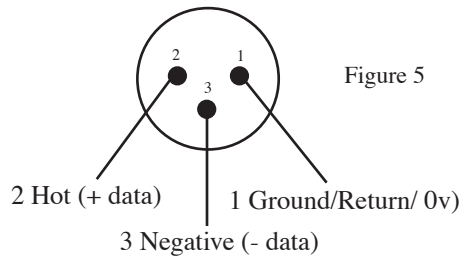 2 1
3
Figure 5
2 Hot (+ data)
1 Ground/Return/ 0v)
3 Negative (- data)